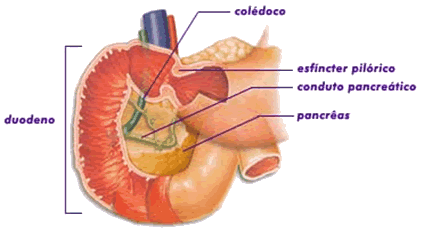 colédoco
esfíncter pilórico
conduto pancreático
pancrêas
duodeno